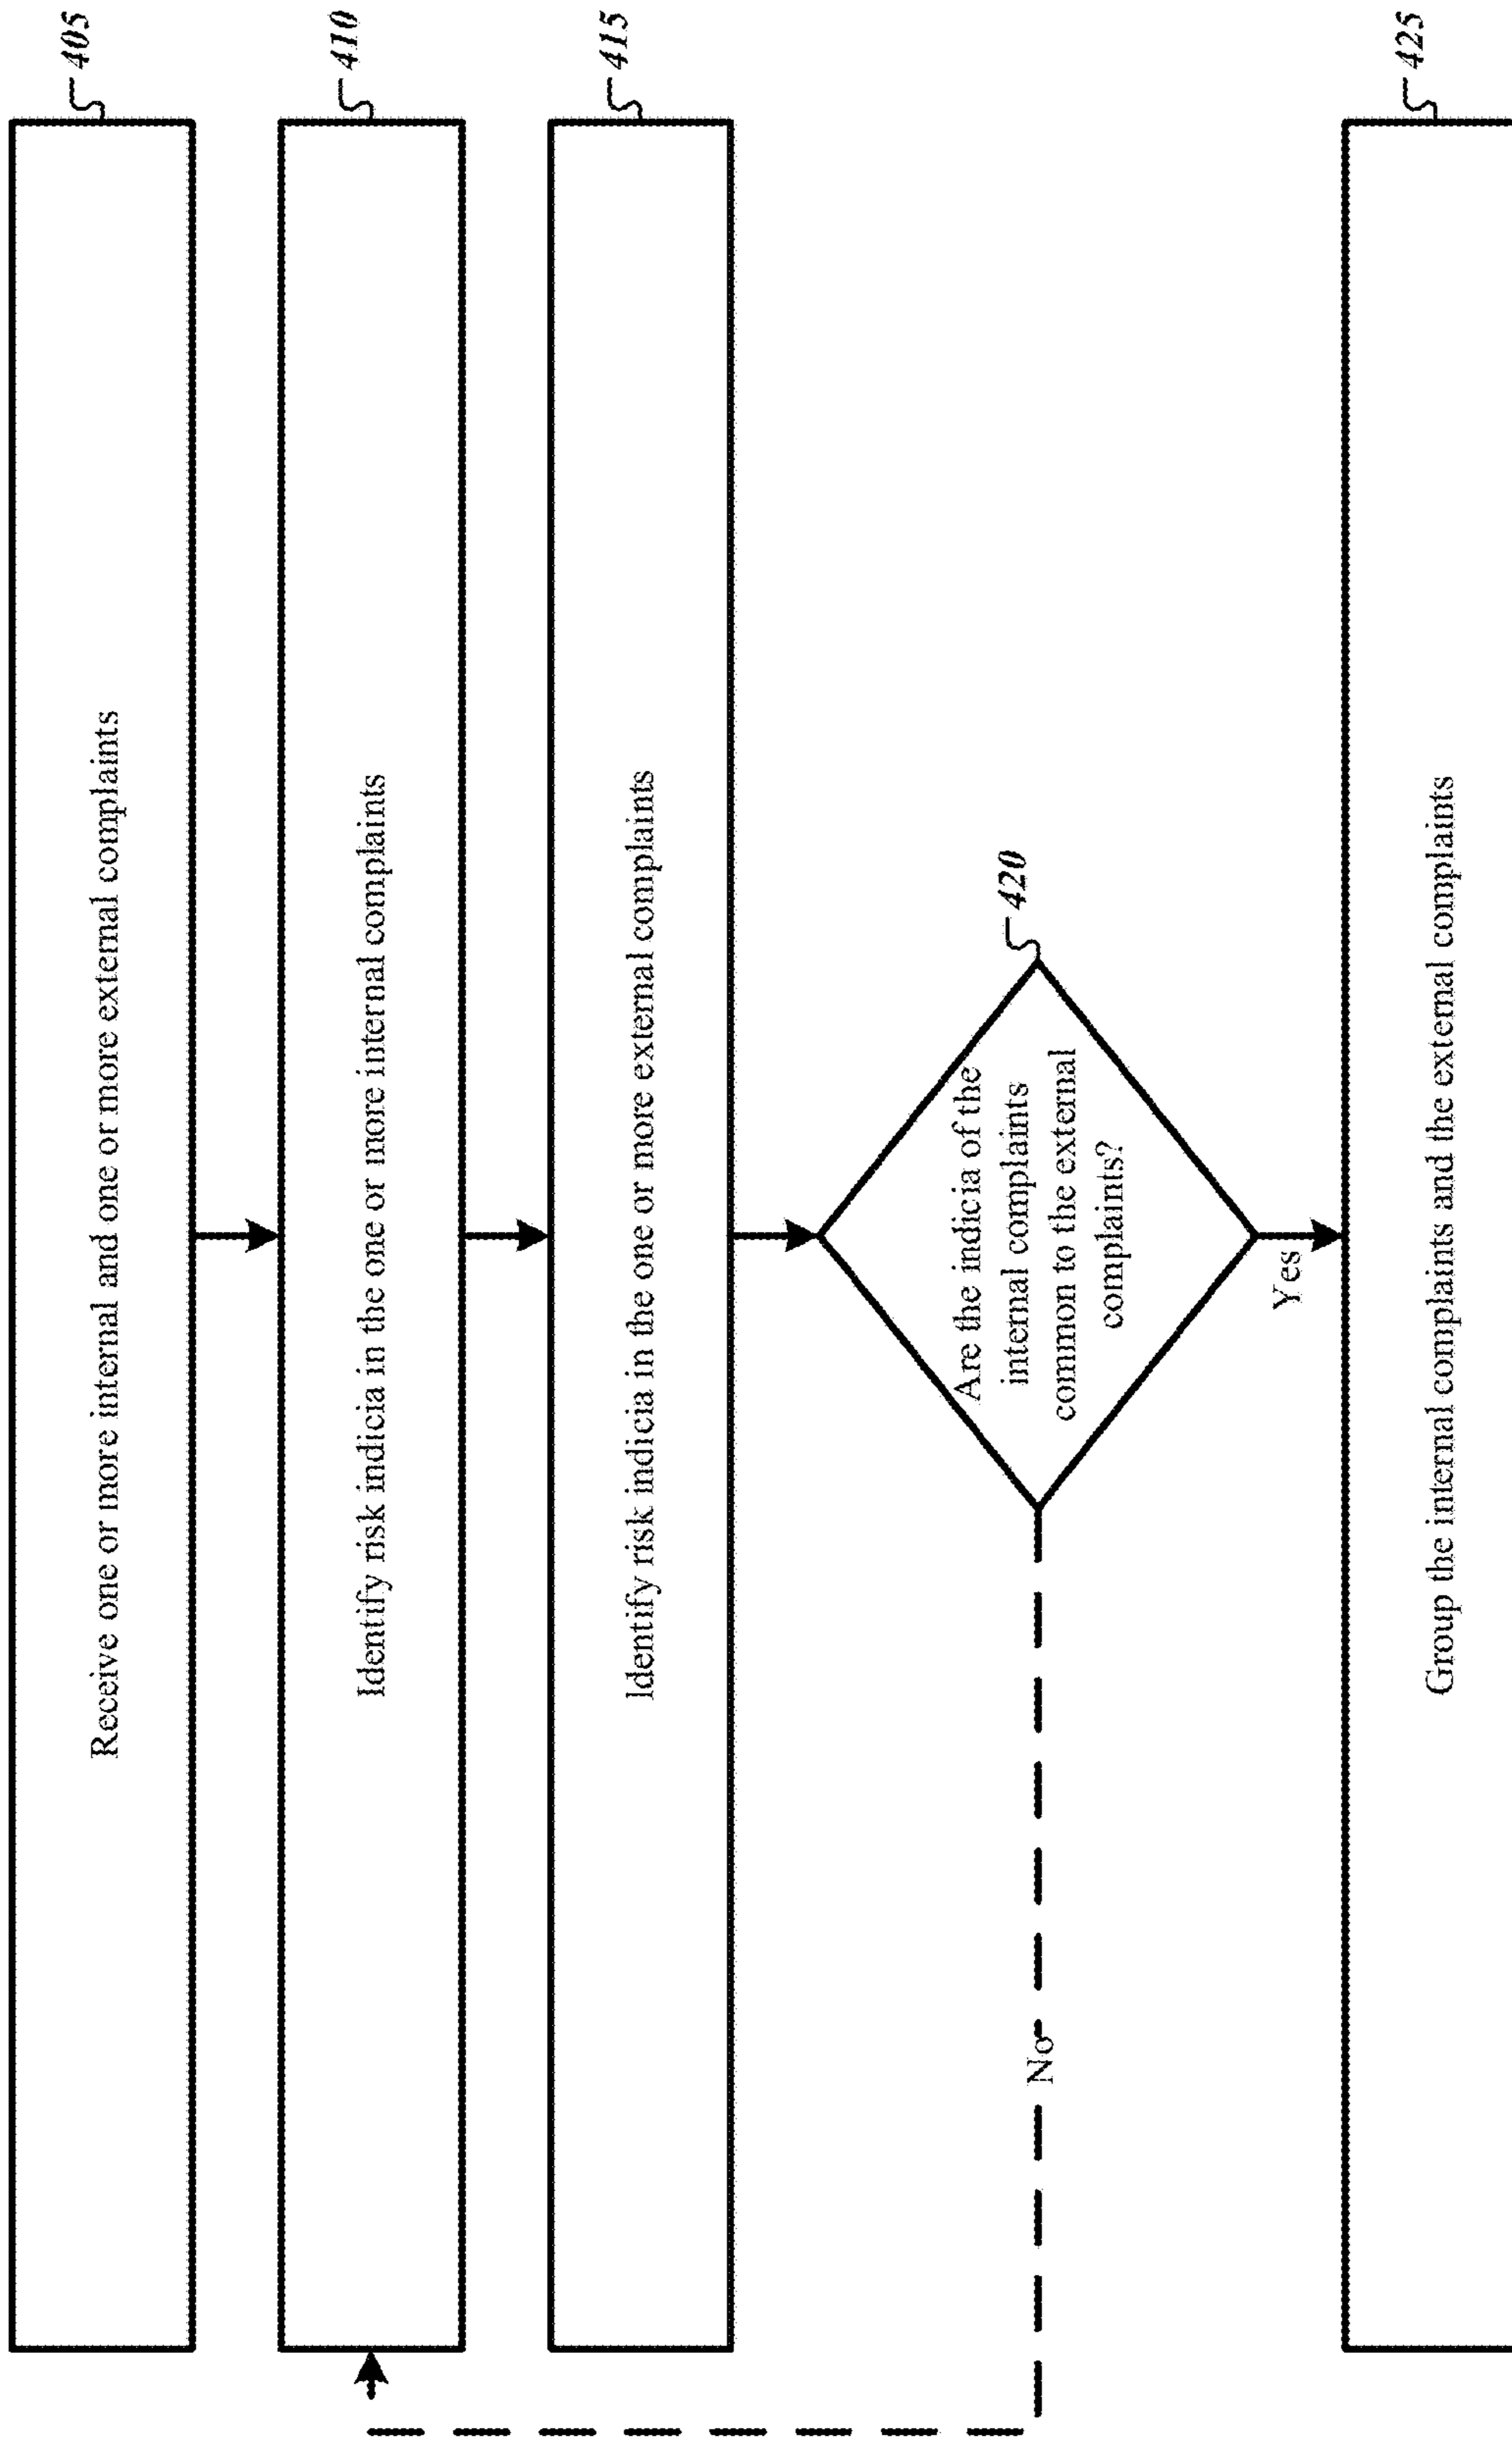 405
Receive one or more internal and one or more external complaints
410
Identify risk indicia in the one or more internal complaints
415
Identify risk indicia in the one or more external complaints
420
Are the indicia of the
internal complaints
common to the external
complaints?
No
Yes
425
Group the internal complaints and the external complaints